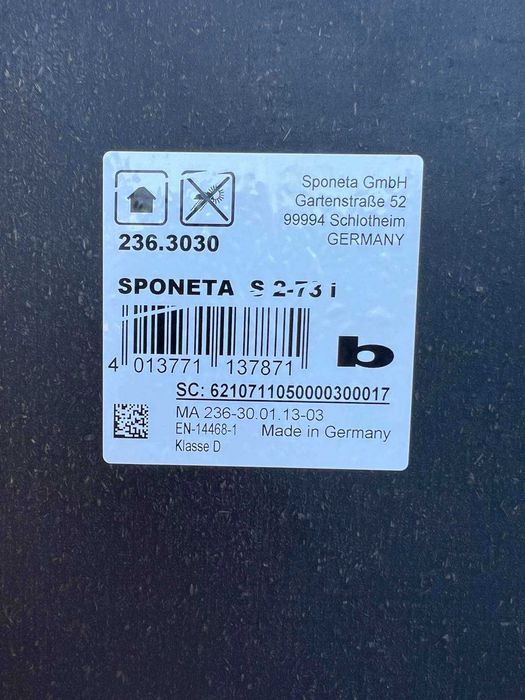 Sponeta GmbH
Gartenstraße 52
99994 Schlotheim
GERMANY
236.3030
SPONETA S 2-73 i
4 013771 137871
b
SC: 6210711050000300017
MA 236-30.01.13-03
EN-14468-1 Made in Germany
Klasse D